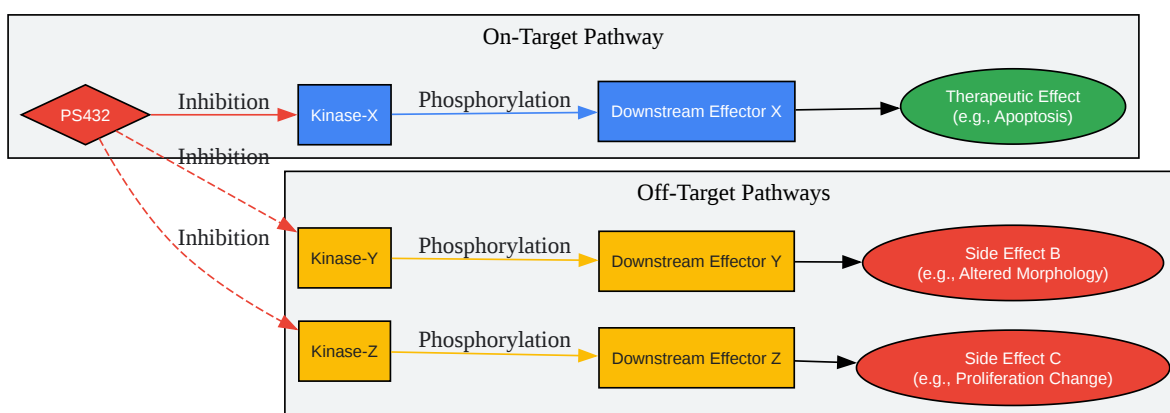 On-Target Pathway
PS432
Inhibition
Kinase-X
Phosphorylation
Downstream Effector X
Therapeutic Effect
(e.g., Apoptosis)
Inhibition
Off-Target Pathways
Inhibition
Kinase-Y
Phosphorylation
Downstream Effector Y
Side Effect B
(e.g., Altered Morphology)
Kinase-Z
Phosphorylation
Downstream Effector Z
Side Effect C
(e.g., Proliferation Change)